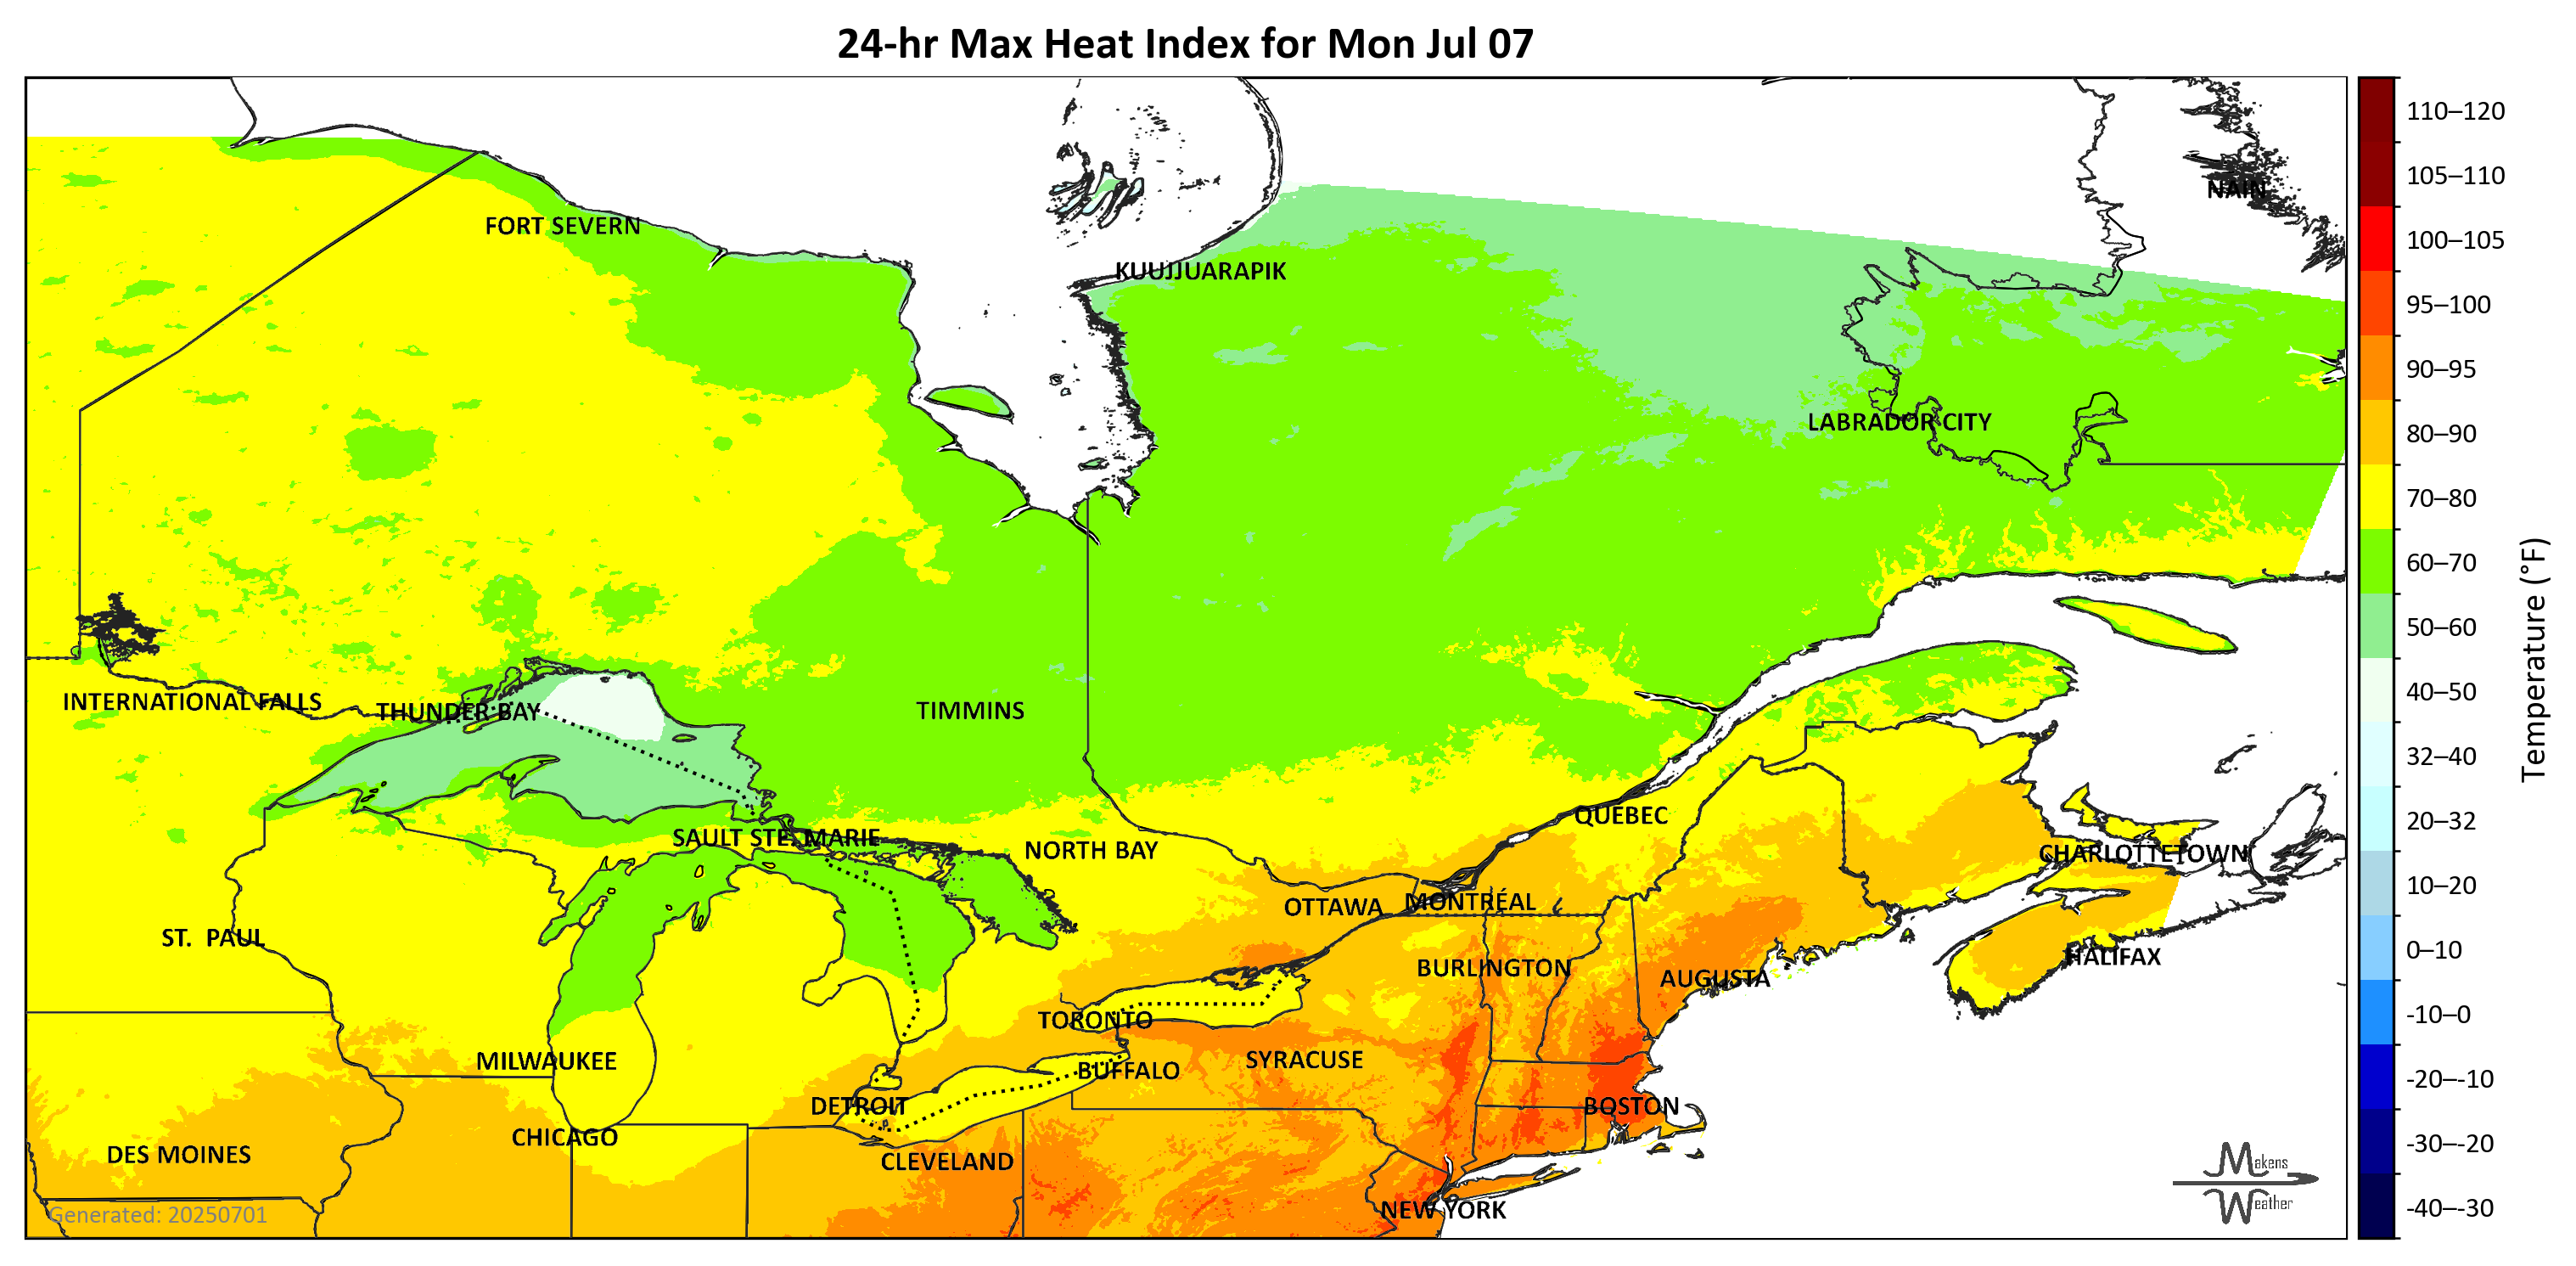 24-hr Max Heat Index for Mon Jul 07
110–120
105–110
100–105
95–100
90–95
80–90
70–80
60–70
50–60
40–50
32–40
20–32
10–20
0–10
-10–0
-20–-10
-30–-20
-40–-30
Temperature (°F)
NAIN
FORT SEVERN
KUUJJUARAPIK
LABRADOR CITY
INTERNATIONAL FALLS
THUNDER BAY
TIMMINS
QUEBEC
SAULT STE. MARIE
NORTH BAY
CHARLOTTETOWN
OTTAWA
MONTRÉAL
ST. PAUL
HALIFAX
BURLINGTON
AUGUSTA
TORONTO
MILWAUKEE
SYRACUSE
BUFFALO
DETROIT
BOSTON
CHICAGO
DES MOINES
CLEVELAND
NEW YORK
Generated: 20250701
Makens
Weather